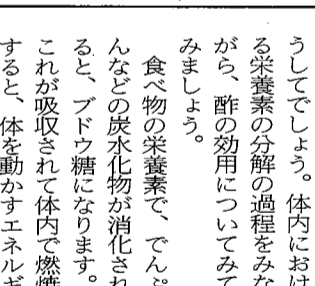 うしてでしょう。体内におけ
る栄養素の分解の過程をみな
がら、酢の効用についてみて
みましょう。
食べ物の栄養素で、でんぷ
んなどの炭水化物が消化され
ると、ブドウ糖になります。
これが吸収されて体内で燃焼
すると、体を動かすエネルギ